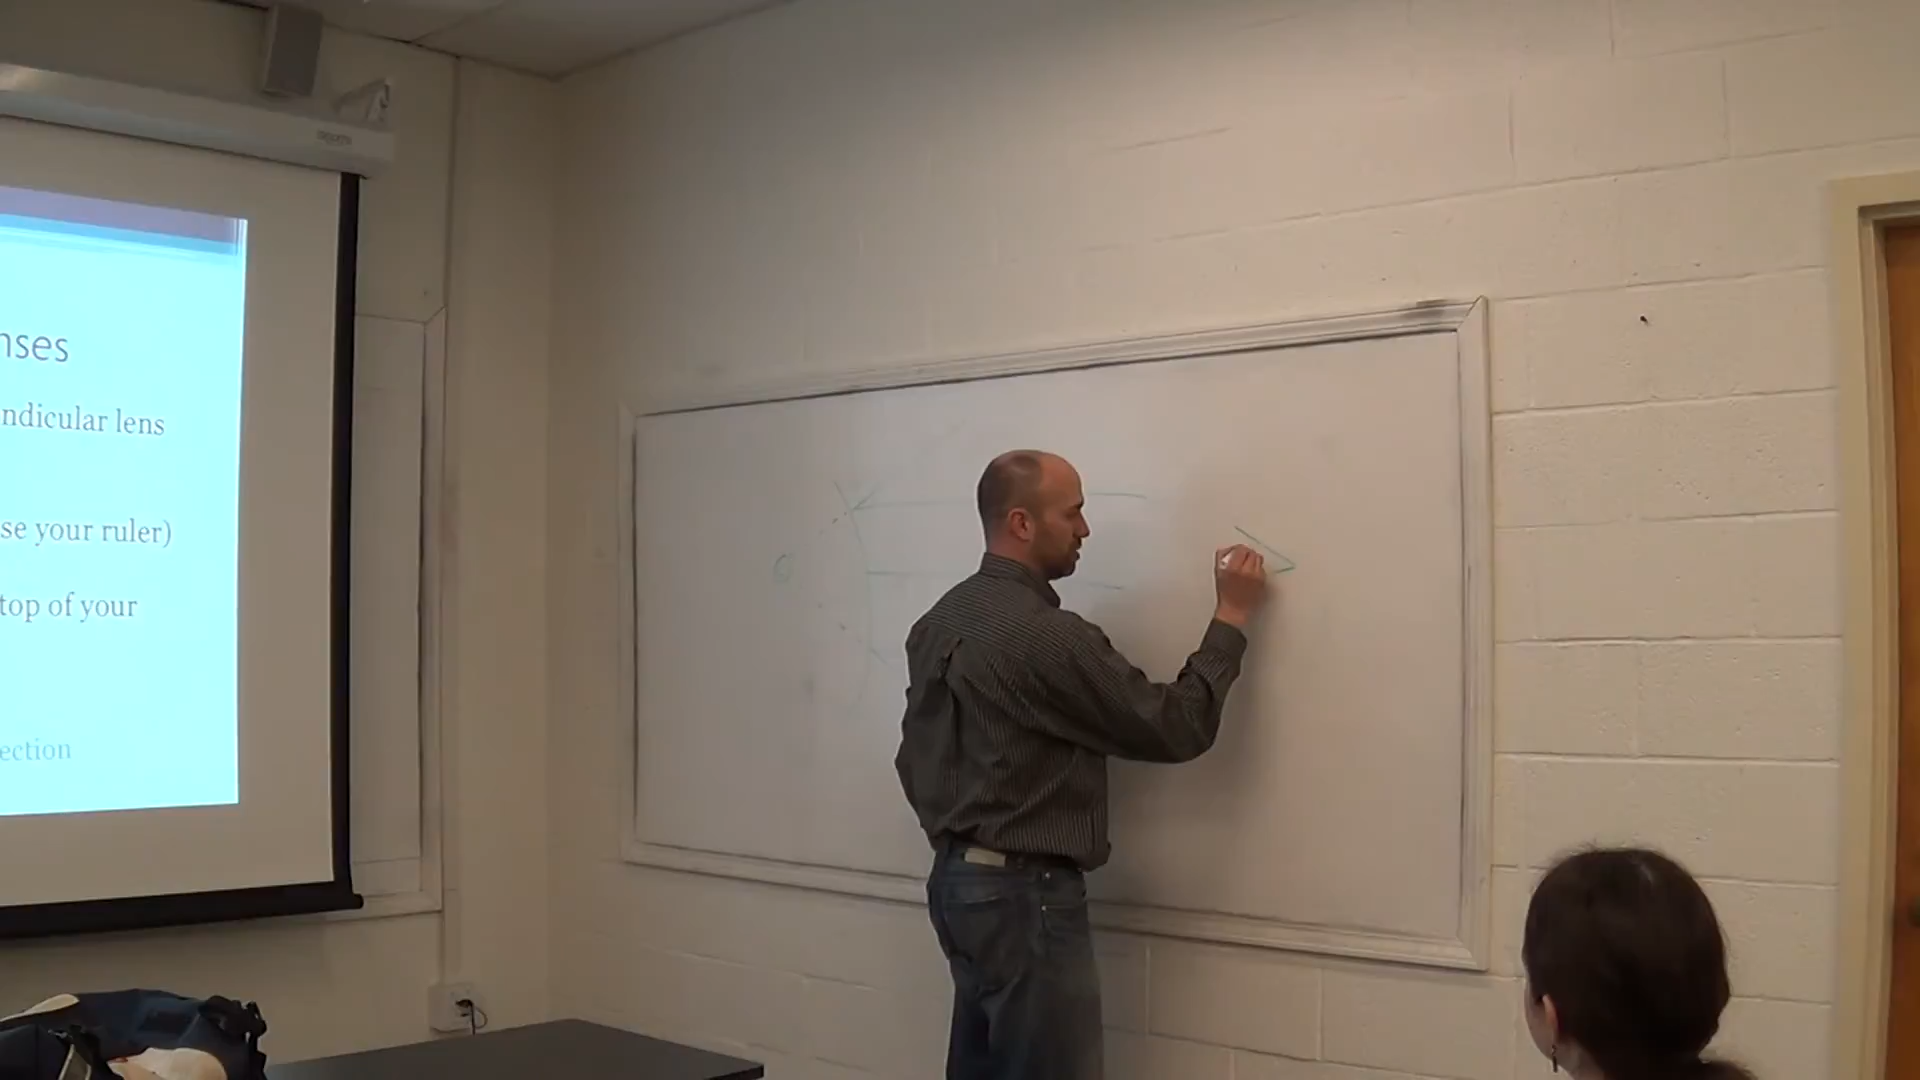 nses
ndicular lens
se your ruler)
top of your
ection